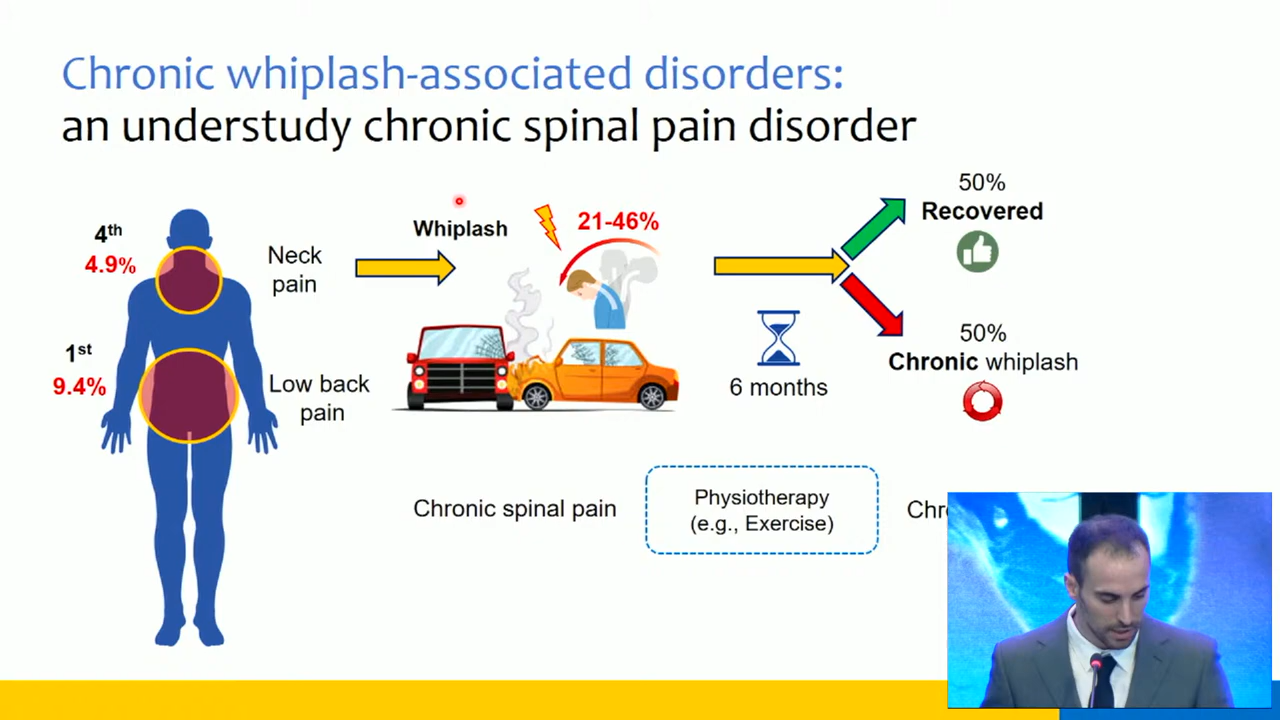 Chronic whiplash-associated disorders:
an understudy chronic spinal pain disorder
4th
4.9%
Neck
pain
1st
9.4%
Low back
pain
Whiplash
21-46%
6 months
50%
Recovered
50%
Chronic whiplash
Chronic spinal pain
Physiotherapy
(e.g., Exercise)